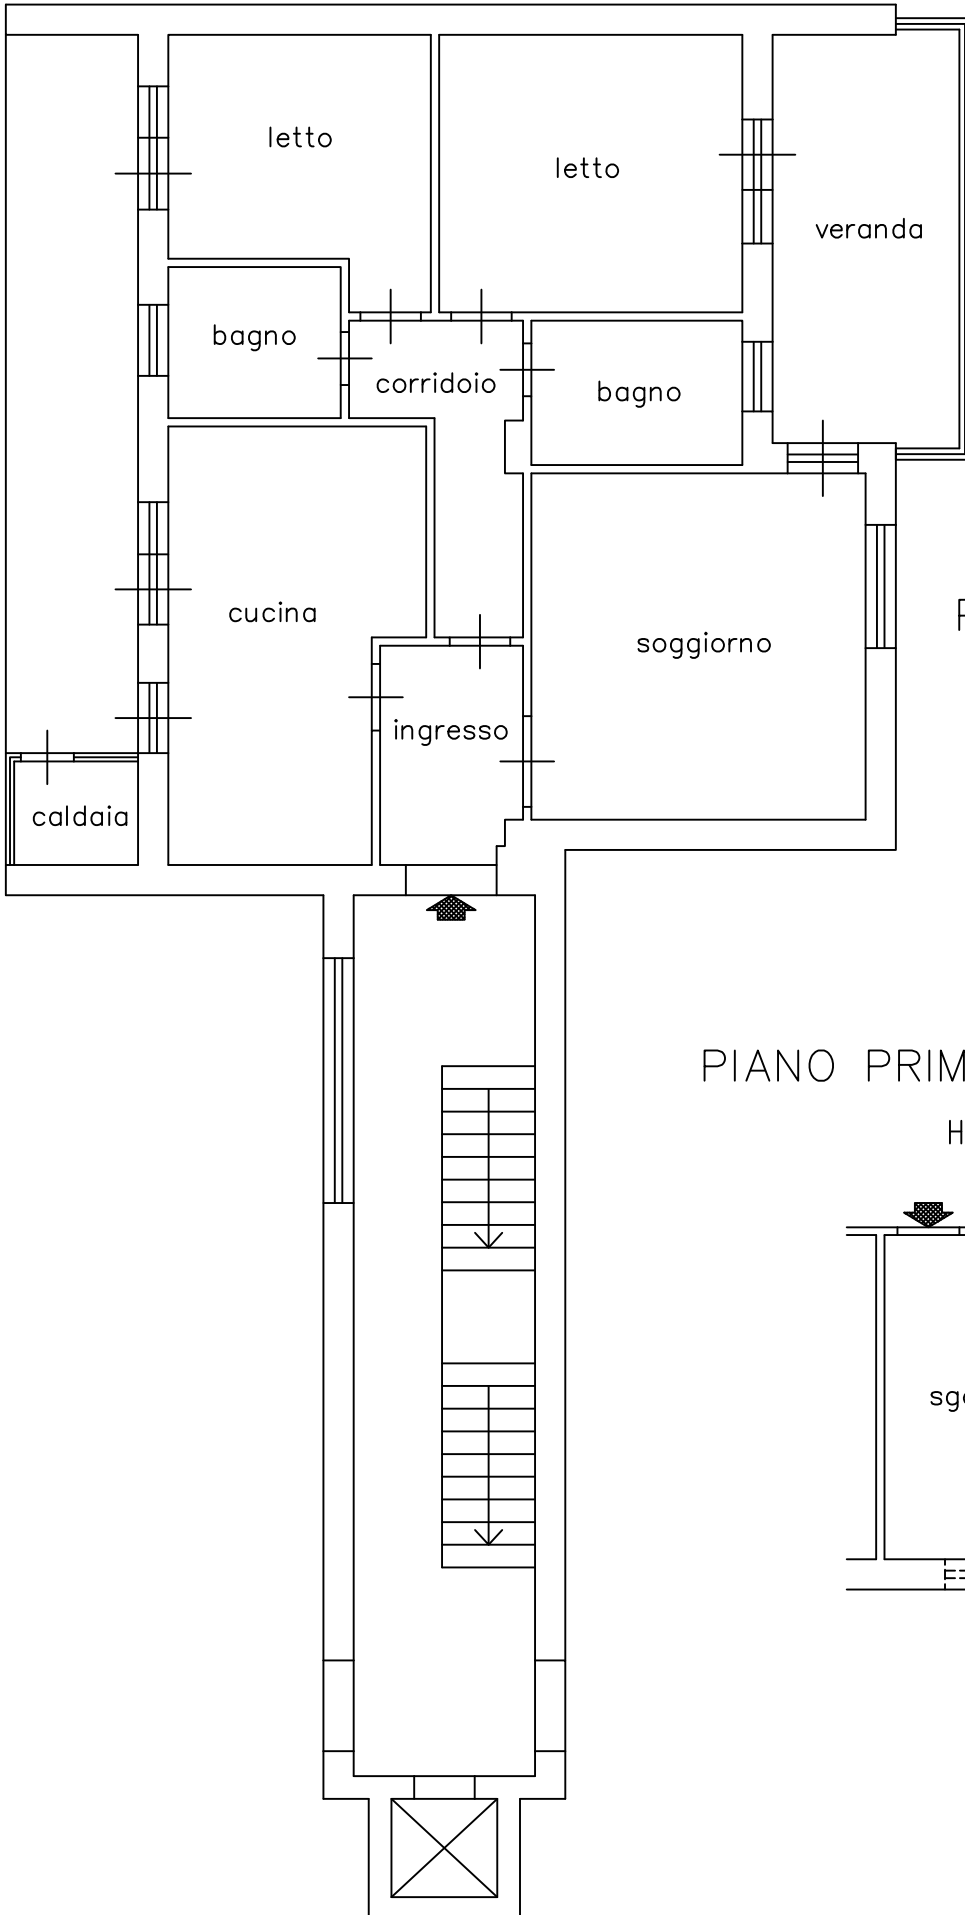 letto
letto
veranda
bagno
corridoio
bagno
cucina
soggiorno
ingresso
caldaia
PIANO PRIM
H